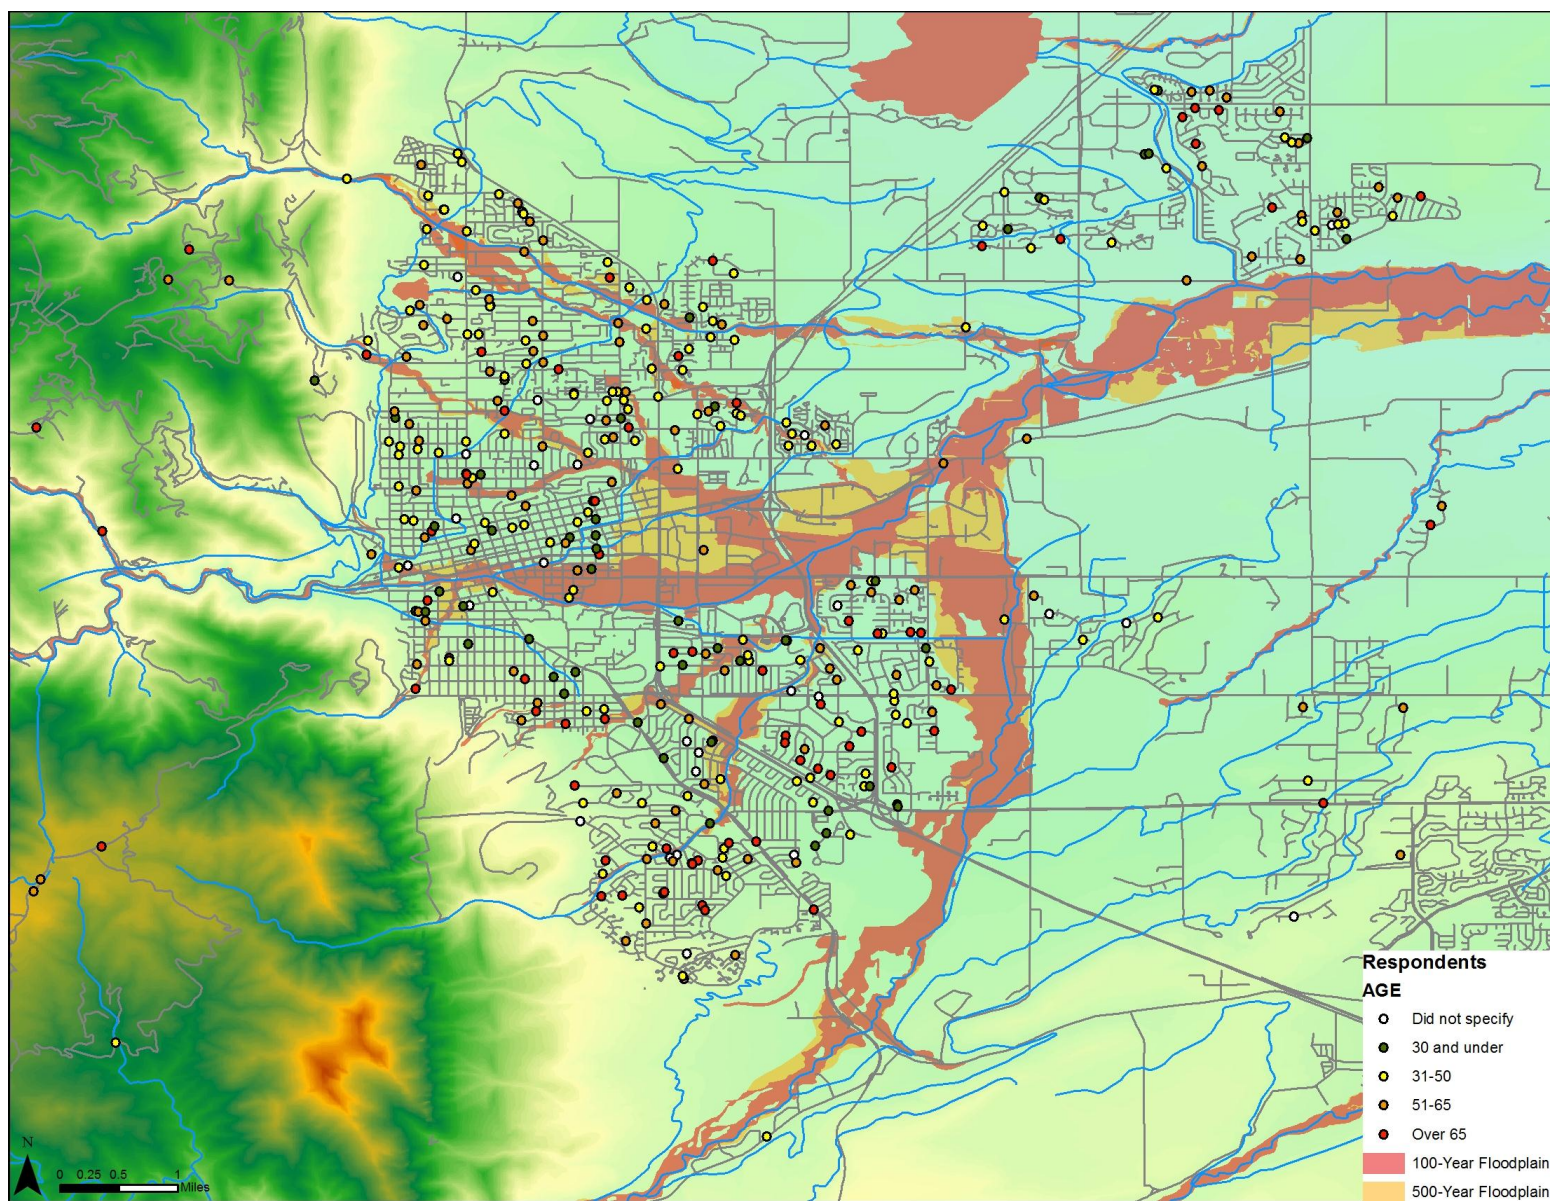 Respondents
AGE
Did not specify
30 and under
31-50
51-65
Over 65
100-Year Floodplain
500-Year Floodplain
N
0 0.25 0.5 1
Miles